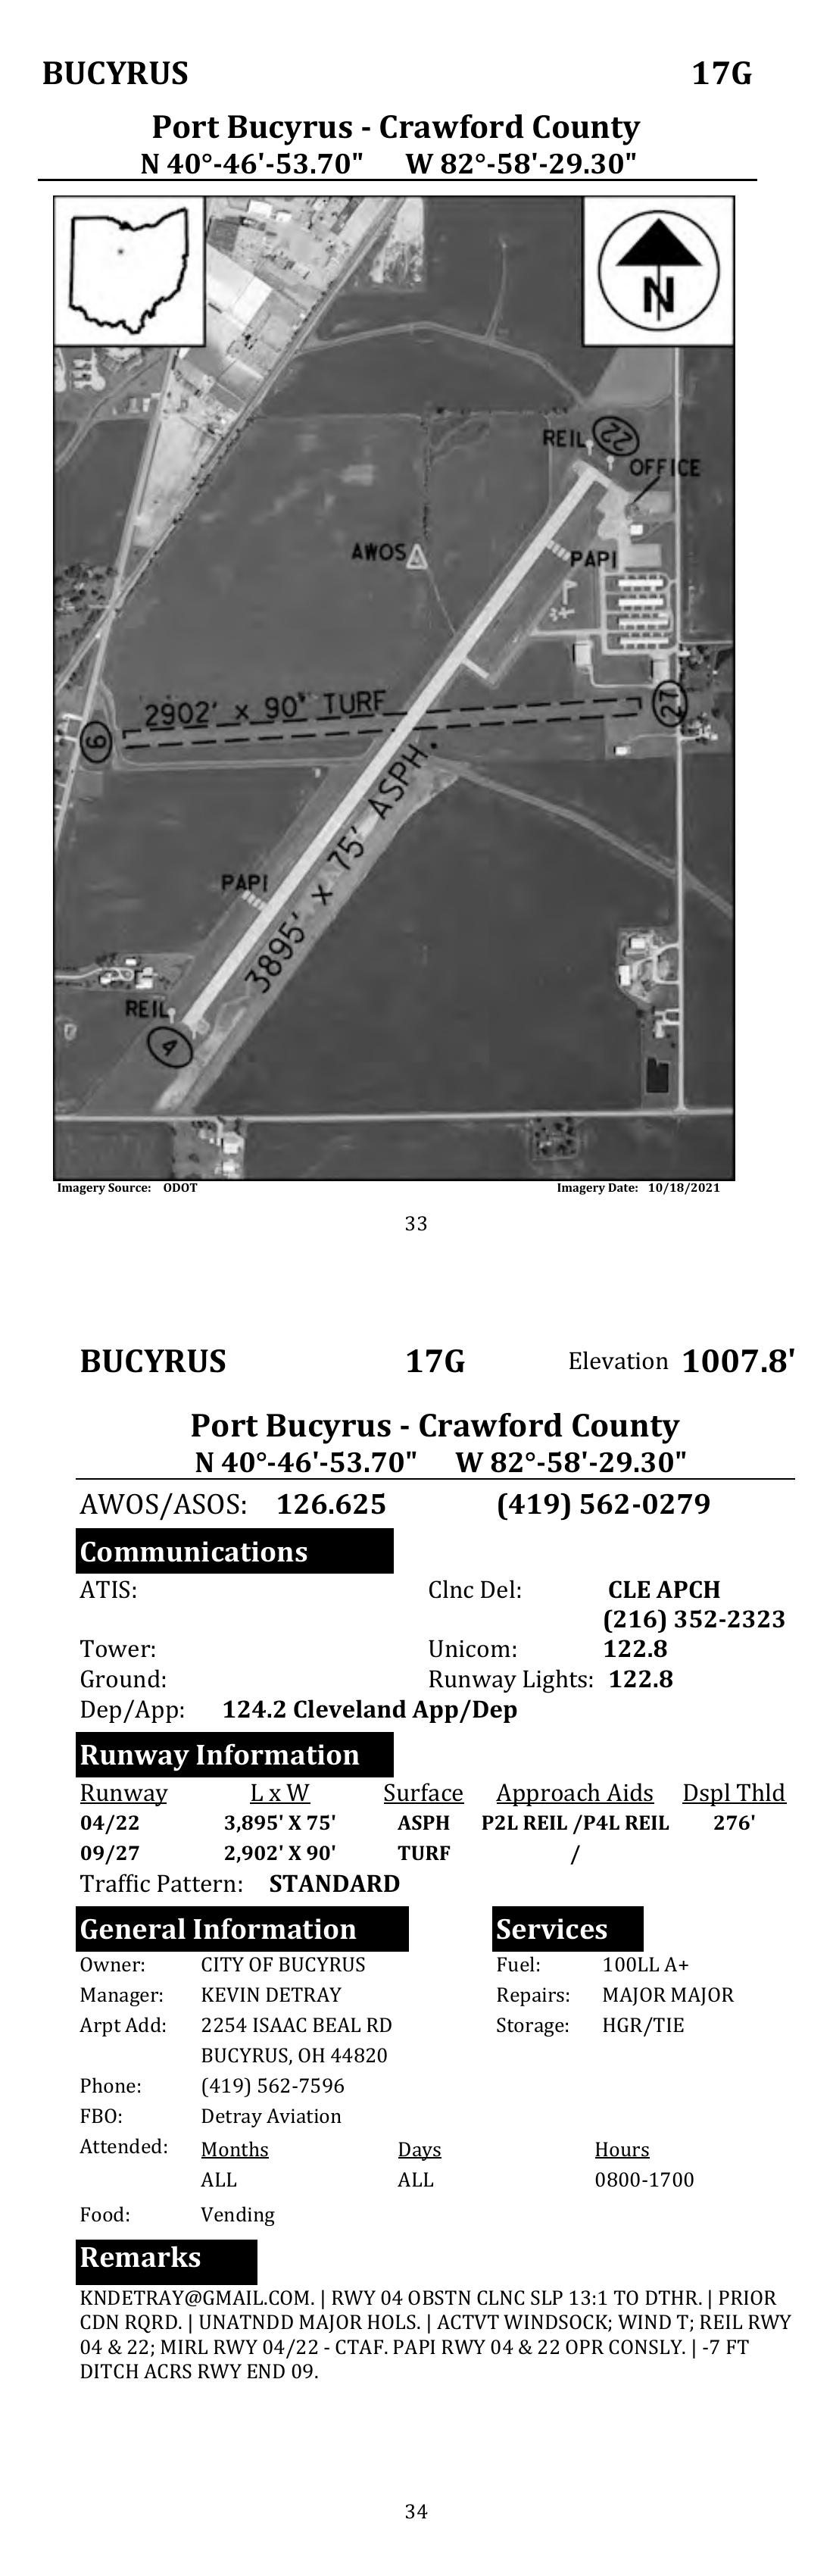 BUCYRUS 17G
Port Bucyrus - Crawford County
N 40°-46'-53.70" W 82°-58'-29.30"
N
REIL 22
OFFICE
AWOS
PAPI
2902' x 90' TURF
27
9
3895' x 75' ASPH.
PAPI
REIL
4
Imagery Source: ODOT Imagery Date: 10/18/2021
33
BUCYRUS 17G Elevation 1007.8'
Port Bucyrus - Crawford County
N 40°-46'-53.70" W 82°-58'-29.30"
AWOS/ASOS: 126.625 (419) 562-0279
Communications
ATIS: Clnc Del: CLE APCH
(216) 352-2323
Tower: Unicom: 122.8
Ground: Runway Lights: 122.8
Dep/App: 124.2 Cleveland App/Dep
Runway Information
Runway L x W Surface Approach Aids Dspl Thld
04/22 3,895' X 75' ASPH P2L REIL /P4L REIL 276'
09/27 2,902' X 90' TURF /
Traffic Pattern: STANDARD
General Information Services
Owner: CITY OF BUCYRUS Fuel: 100LL A+
Manager: KEVIN DETRAY Repairs: MAJOR MAJOR
Arpt Add: 2254 ISAAC BEAL RD Storage: HGR/TIE
BUCYRUS, OH 44820
Phone: (419) 562-7596
FBO: Detray Aviation
Attended: Months Days Hours
ALL ALL 0800-1700
Food: Vending
Remarks
KNDETRAY@GMAIL.COM. | RWY 04 OBSTN CLNC SLP 13:1 TO DTHR. | PRIOR
CDN RQRD. | UNATNDD MAJOR HOLS. | ACTVT WINDSOCK; WIND T; REIL RWY
04 & 22; MIRL RWY 04/22 - CTAF. PAPI RWY 04 & 22 OPR CONSLY. | -7 FT
DITCH ACRS RWY END 09.
34